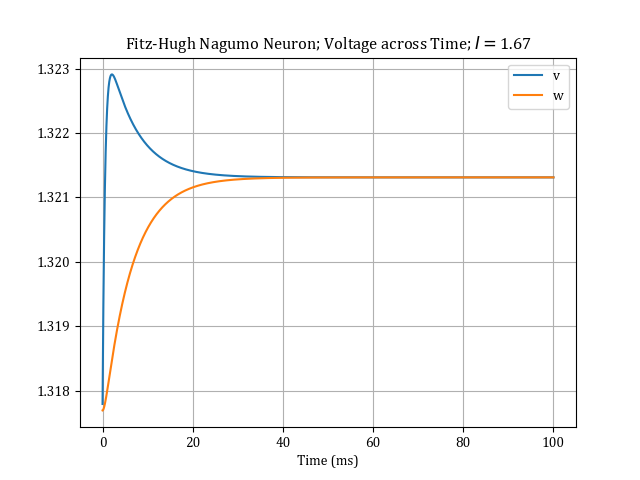 Fitz-Hugh Nagumo Neuron; Voltage across Time; I = 1.67
v
w
1.323
1.322
1.321
1.320
1.319
1.318
0 20 40 60 80 100
Time (ms)